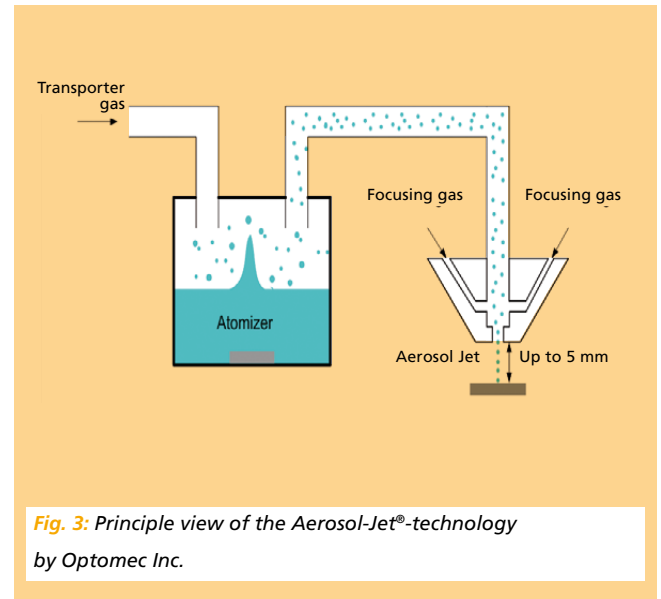 Transporter
gas
Focusing gas
Focusing gas
Atomizer
Aerosol Jet
Up to 5 mm
Fig. 3: Principle view of the Aerosol-Jet®-technology
by Optomec Inc.